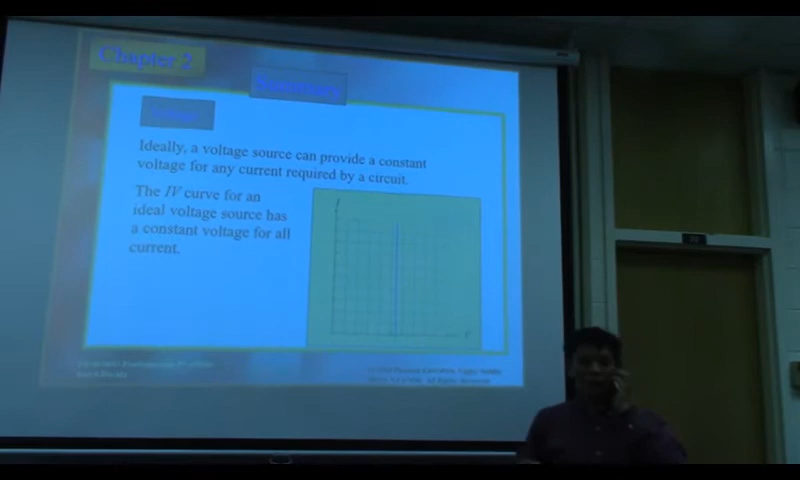 Chapter 2
Summary
Voltage
Ideally, a voltage source can provide a constant
voltage for any current required by a circuit.
The IV curve for an
ideal voltage source has
a constant voltage for all
current.
I
V